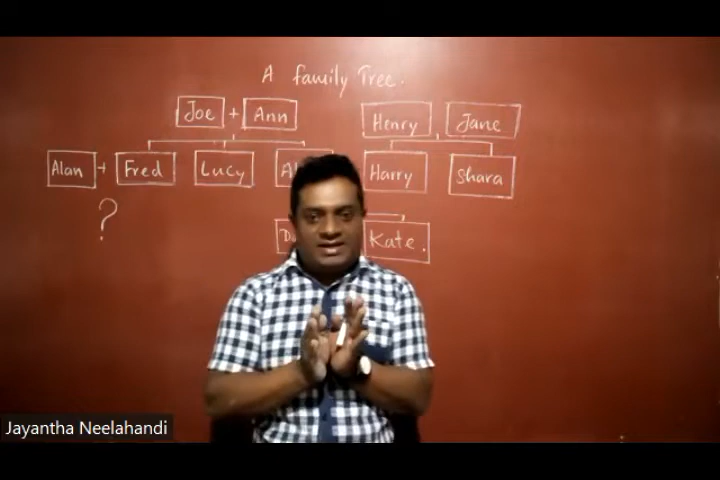 A family Tree.
Joe + Ann Henry Jane
Alan + Fred Lucy Harry Shara
?
Kate.
Jayantha Neelahandi